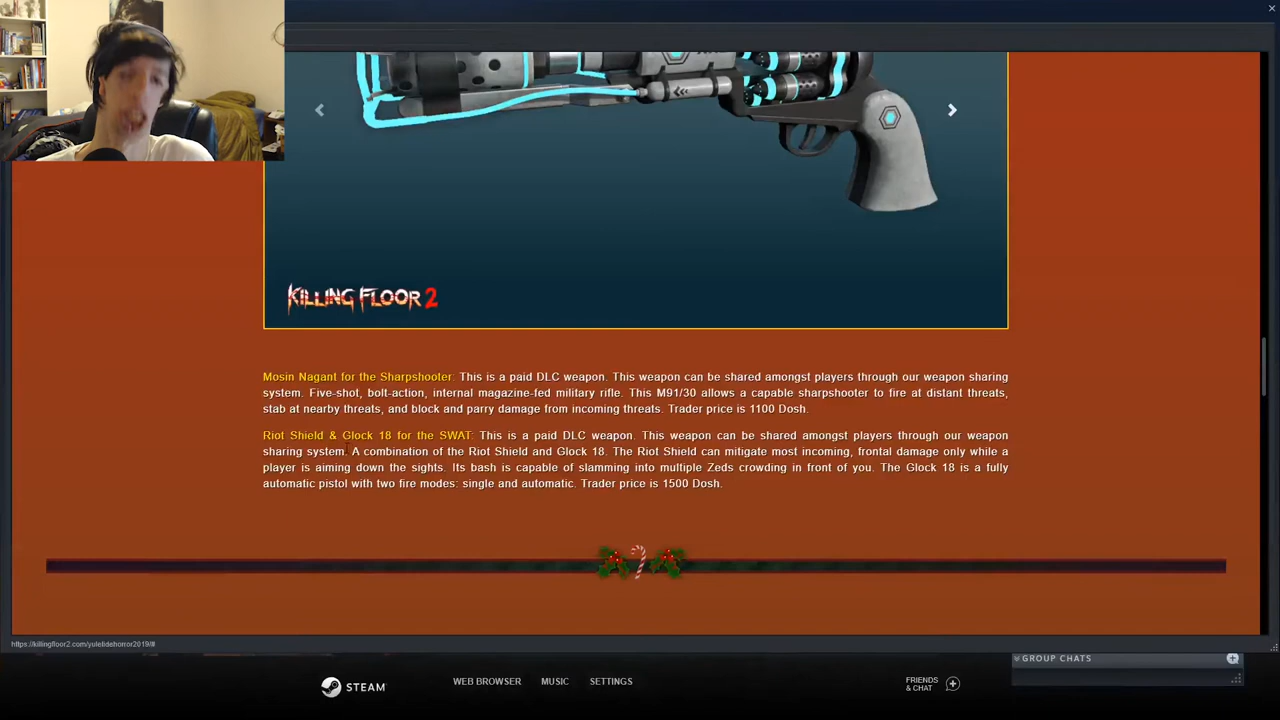 KILLING FLOOR 2
Mosin Nagant for the Sharpshooter: This is a paid DLC weapon. This weapon can be shared amongst players through our weapon sharing
system. Five-shot, bolt-action, internal magazine-fed military rifle. This M91/30 allows a capable sharpshooter to fire at distant threats,
stab at nearby threats, and block and parry damage from incoming threats. Trader price is 1100 Dosh.
Riot Shield & Glock 18 for the SWAT: This is a paid DLC weapon. This weapon can be shared amongst players through our weapon
sharing system. A combination of the Riot Shield and Glock 18. The Riot Shield can mitigate most incoming, frontal damage only while a
player is aiming down the sights. Its bash is capable of slamming into multiple Zeds crowding in front of you. The Glock 18 is a fully
automatic pistol with two fire modes: single and automatic. Trader price is 1500 Dosh.
https://killingfloor2.com/yuletidehorror2019/#
GROUP CHATS
STEAM
WEB BROWSER
MUSIC
SETTINGS
FRIENDS
& CHAT